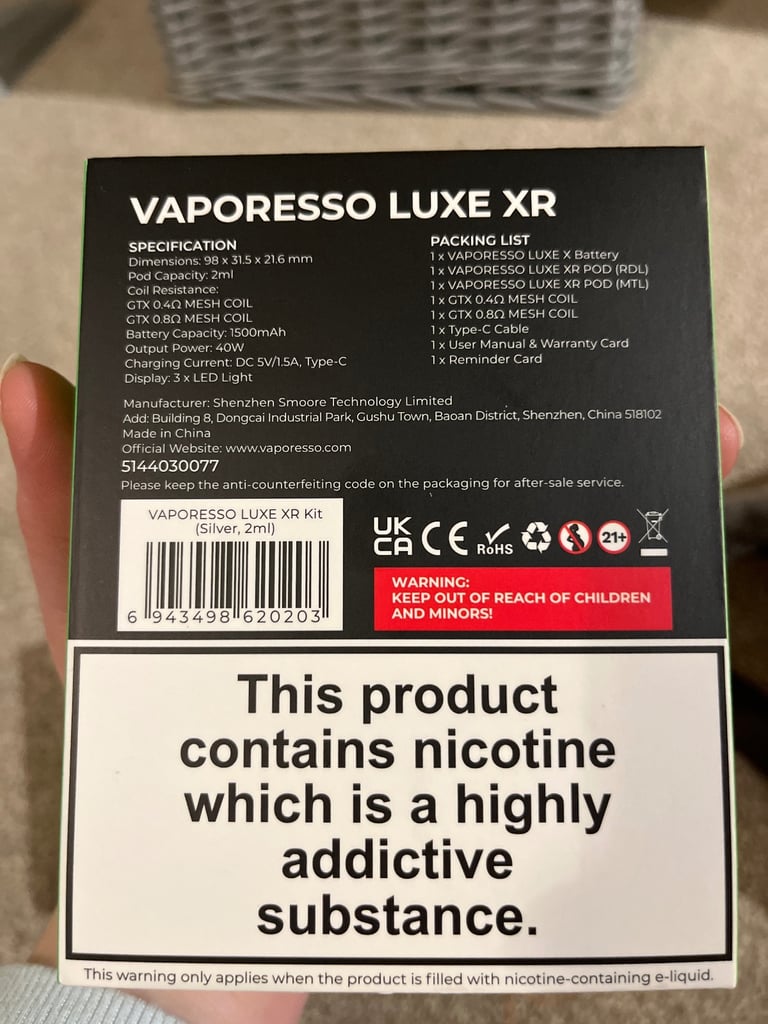 VAPORESSO LUXE XR
SPECIFICATION
Dimensions: 98 x 31.5 x 21.6 mm
Pod Capacity: 2ml
Coil Resistance:
GTX 0.4Ω MESH COIL
GTX 0.8Ω MESH COIL
Battery Capacity: 1500mAh
Output Power: 40W
Charging Current: DC 5V/1.5A, Type-C
Display: 3 x LED Light
PACKING LIST
1 x VAPORESSO LUXE X Battery
1 x VAPORESSO LUXE XR POD (RDL)
1 x VAPORESSO LUXE XR POD (MTL)
1 x GTX 0.4Ω MESH COIL
1 x GTX 0.8Ω MESH COIL
1 x Type-C Cable
1 x User Manual & Warranty Card
1 x Reminder Card
Manufacturer: Shenzhen Smoore Technology Limited
Add: Building 8, Dongcai Industrial Park, Gushu Town, Baoan District, Shenzhen, China 518102
Made in China
Official Website: www.vaporesso.com
5144030077
Please keep the anti-counterfeiting code on the packaging for after-sale service.
VAPORESSO LUXE XR Kit
(Silver, 2ml)
6 943498 620203
UK
CA
CE
RoHS
21+
WARNING:
KEEP OUT OF REACH OF CHILDREN
AND MINORS!
This product
contains nicotine
which is a highly
addictive
substance.
This warning only applies when the product is filled with nicotine-containing e-liquid.